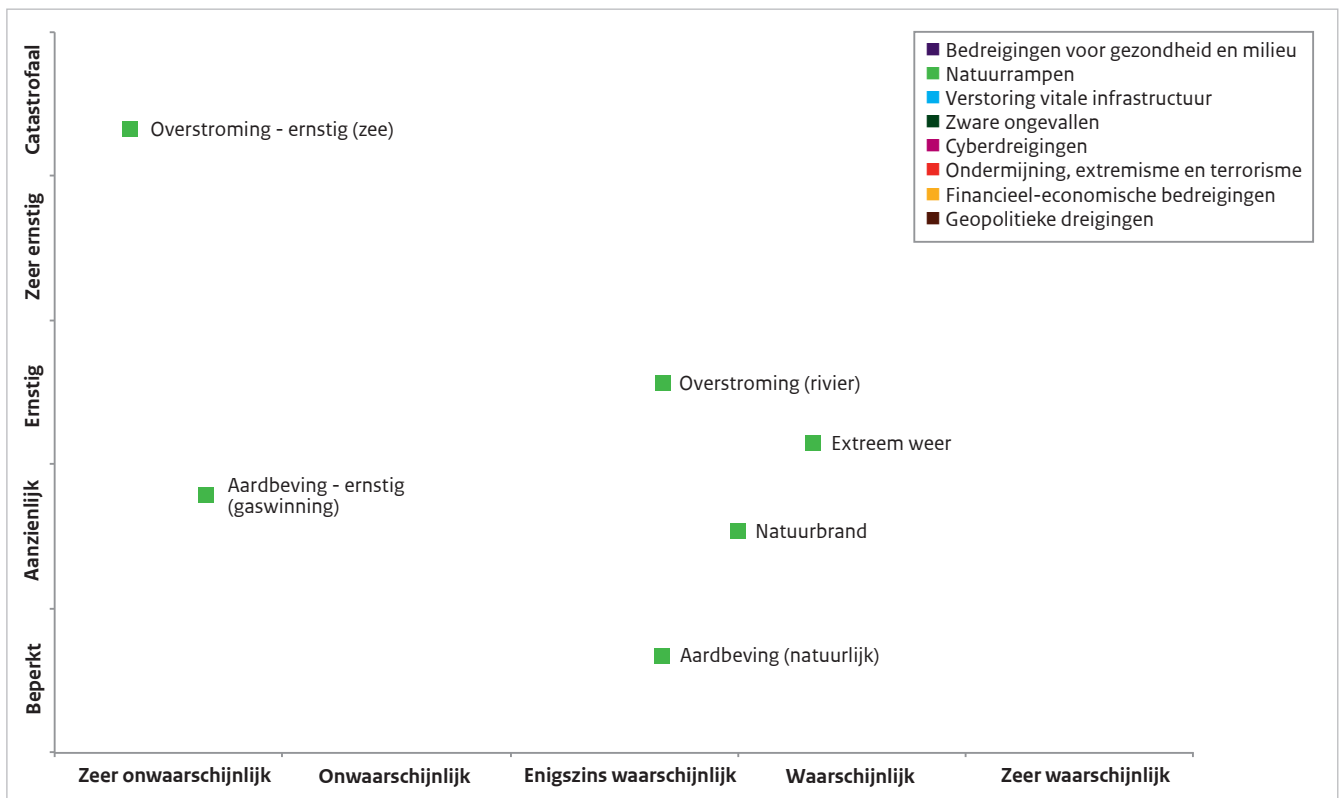 Catastrofaal
Zeer ernstig
Ernstig
Aanzienlijk
Beperkt
Bedreigingen voor gezondheid en milieu
Natuurrampen
Verstoring vitale infrastructuur
Zware ongevallen
Cyberdreigingen
Ondermijning, extremisme en terrorisme
Financieel-economische bedreigingen
Geopolitieke dreigingen
Overstroming - ernstig (zee)
Overstroming (rivier)
Extreem weer
Aardbeving - ernstig
(gaswinning)
Natuurbrand
Aardbeving (natuurlijk)
Zeer onwaarschijnlijk
Onwaarschijnlijk
Enigszins waarschijnlijk
Waarschijnlijk
Zeer waarschijnlijk